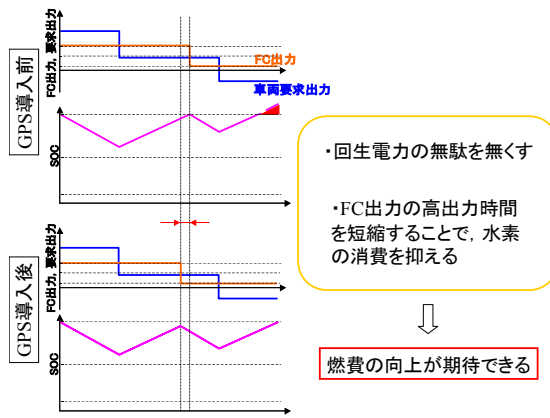 GPS導入前
FC出力, 要求出力
FC出力
車両要求出力
SOC
GPS導入後
FC出力, 要求出力
SOC
・回生電力の無駄を無くす
・FC出力の高出力時間
を短縮することで, 水素
の消費を抑える
燃費の向上が期待できる